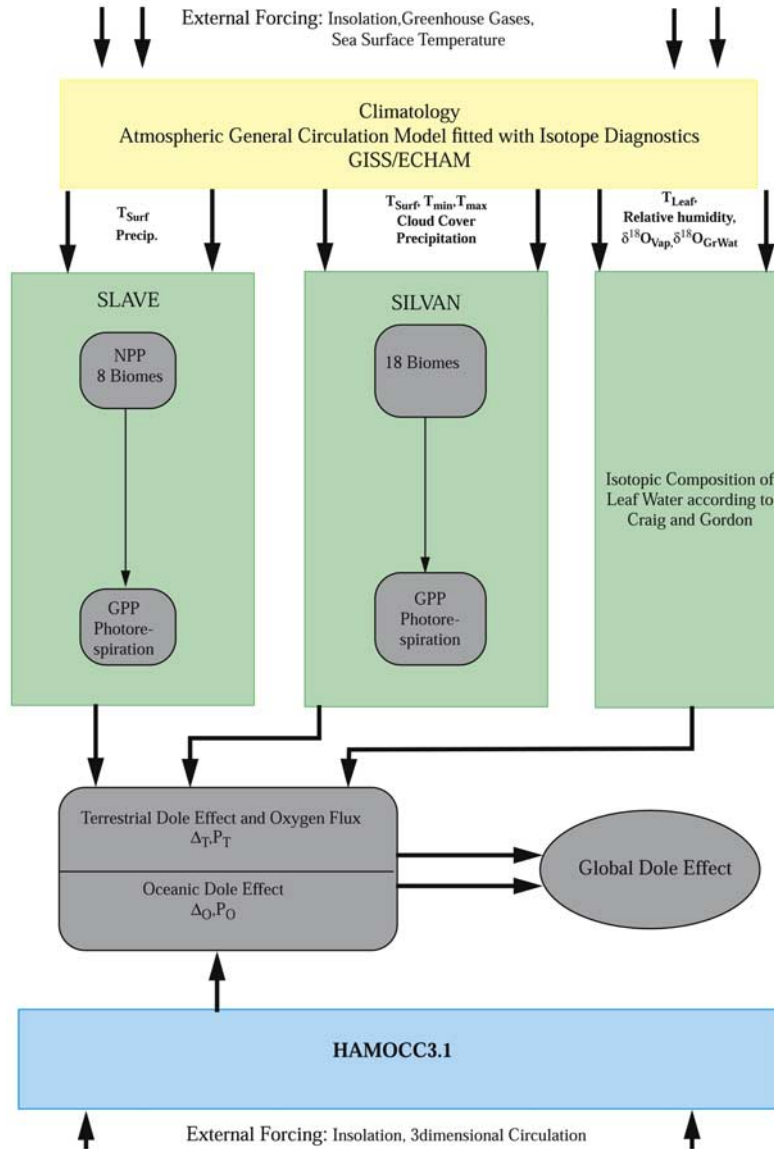 External Forcing: Insolation,Greenhouse Gases,
Sea Surface Temperature
Climatology
Atmospheric General Circulation Model fitted with Isotope Diagnostics
GISS/ECHAM
T_Surf
Precip.
T_Surf, T_min, T_max
Cloud Cover
Precipitation
T_Leaf,
Relative humidity,
δ¹⁸O_Vap,δ¹⁸O_GrWat
SLAVE
NPP
8 Biomes
GPP
Photore-
spiration
SILVAN
18 Biomes
GPP
Photore-
spiration
Isotopic Composition of
Leaf Water according to
Craig and Gordon
Terrestrial Dole Effect and Oxygen Flux
Δ_T,P_T
Oceanic Dole Effect
Δ_O,P_O
Global Dole Effect
HAMOCC3.1
External Forcing: Insolation, 3dimensional Circulation